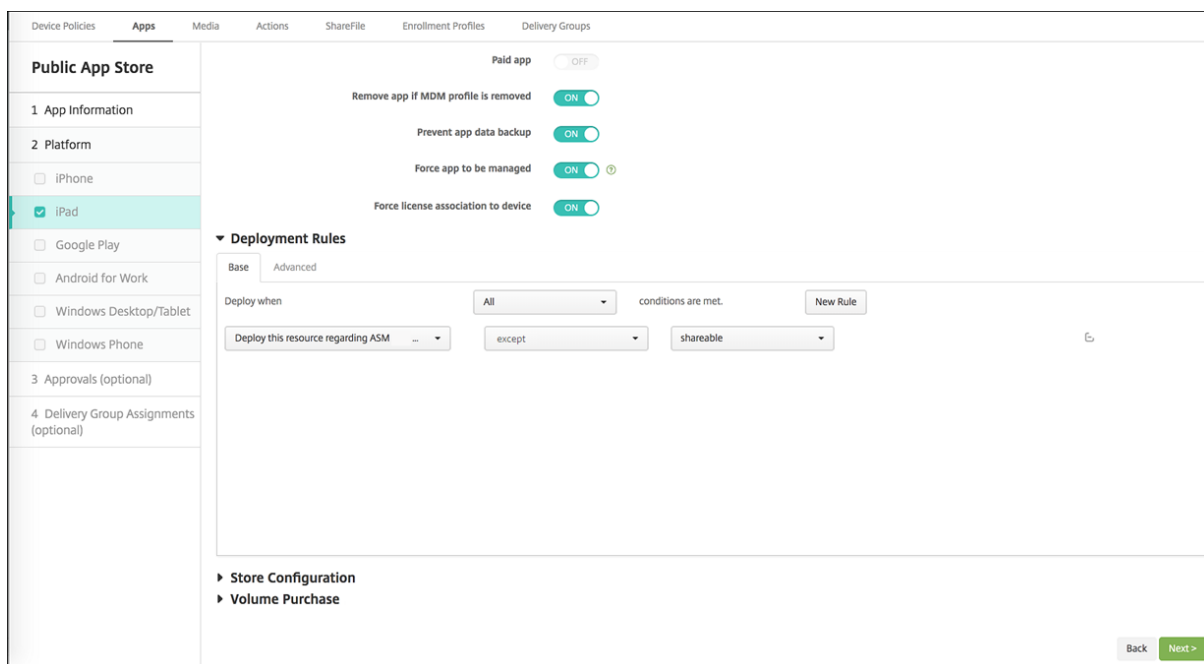 Device Policies Apps Media Actions ShareFile Enrollment Profiles Delivery Groups
Public App Store
1 App Information
2 Platform
iPhone
iPad
Google Play
Android for Work
Windows Desktop/Tablet
Windows Phone
3 Approvals (optional)
4 Delivery Group Assignments
(optional)
Paid app OFF
Remove app if MDM profile is removed ON
Prevent app data backup ON
Force app to be managed ON ?
Force license association to device ON
Deployment Rules
Base Advanced
Deploy when All conditions are met. New Rule
Deploy this resource regarding ASM ... except shareable
Store Configuration
Volume Purchase
Back Next >